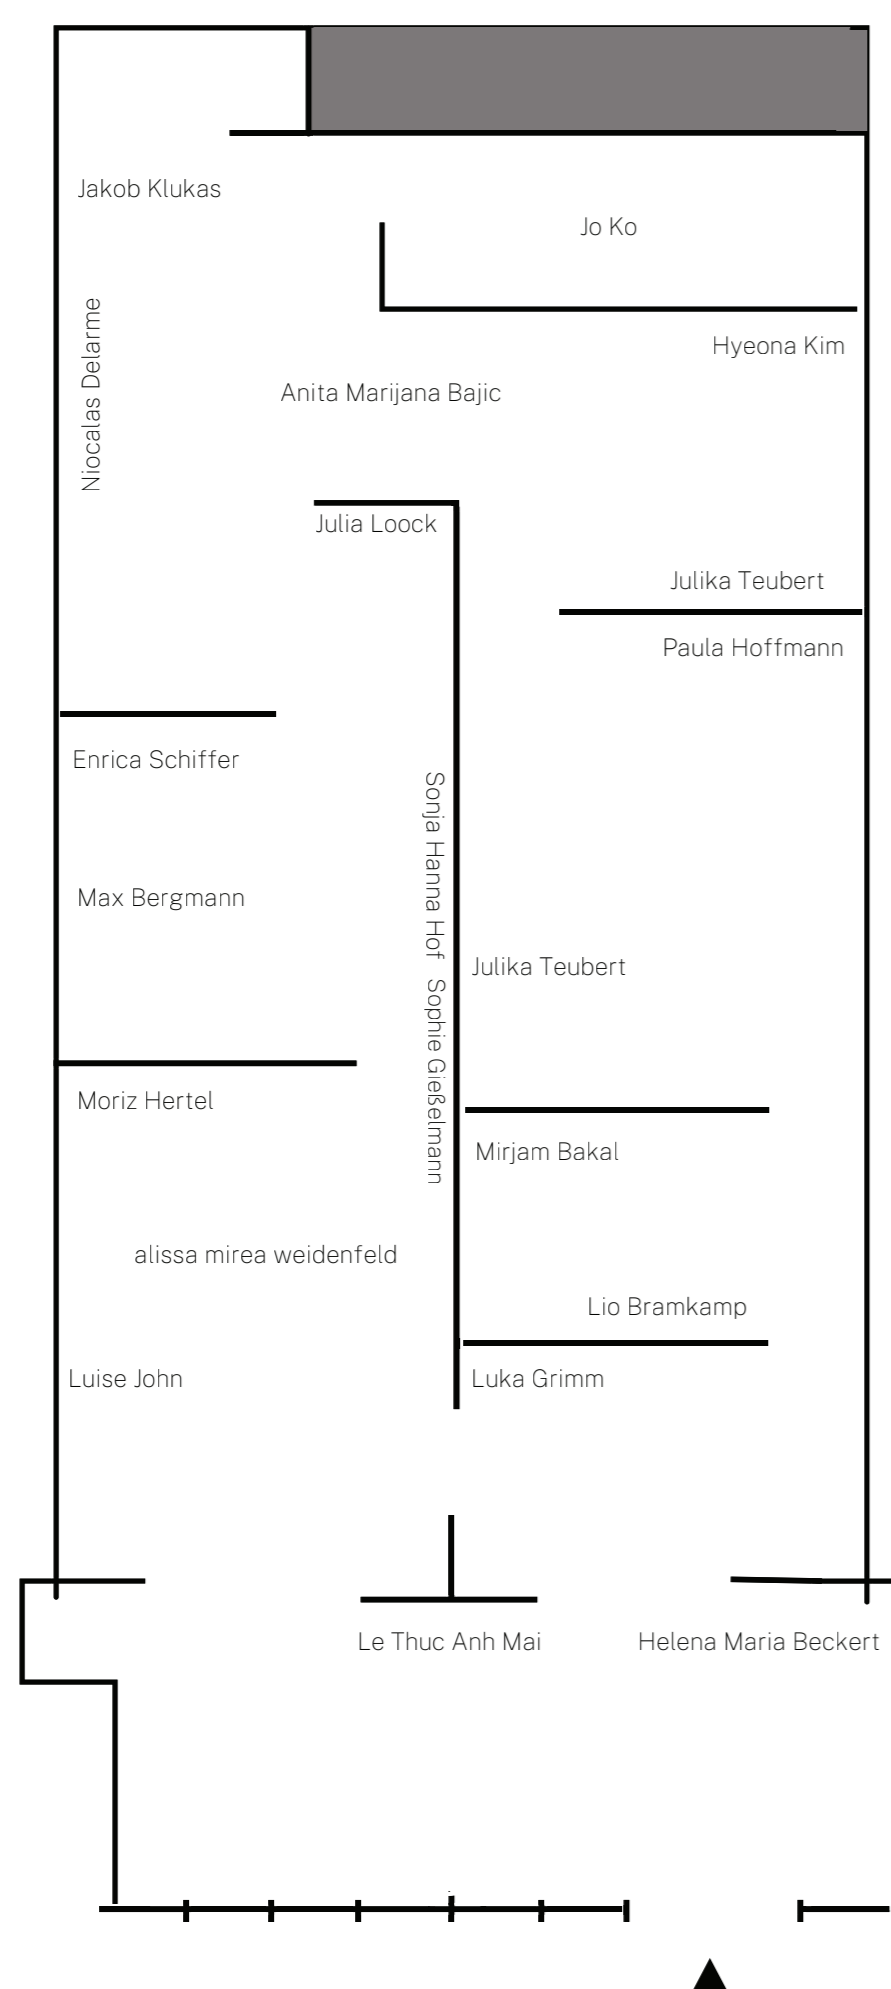 Jakob Klukas
Jo Ko
Niocalas Delarme
Hyeona Kim
Anita Marijana Bajic
Julia Loock
Julika Teubert
Paula Hoffmann
Enrica Schiffer
Sonja Hanna Hof
Max Bergmann
Julika Teubert
Sophie Gießelmann
Moriz Hertel
Mirjam Bakal
alissa mirea weidenfeld
Lio Bramkamp
Luise John
Luka Grimm
Le Thuc Anh Mai
Helena Maria Beckert